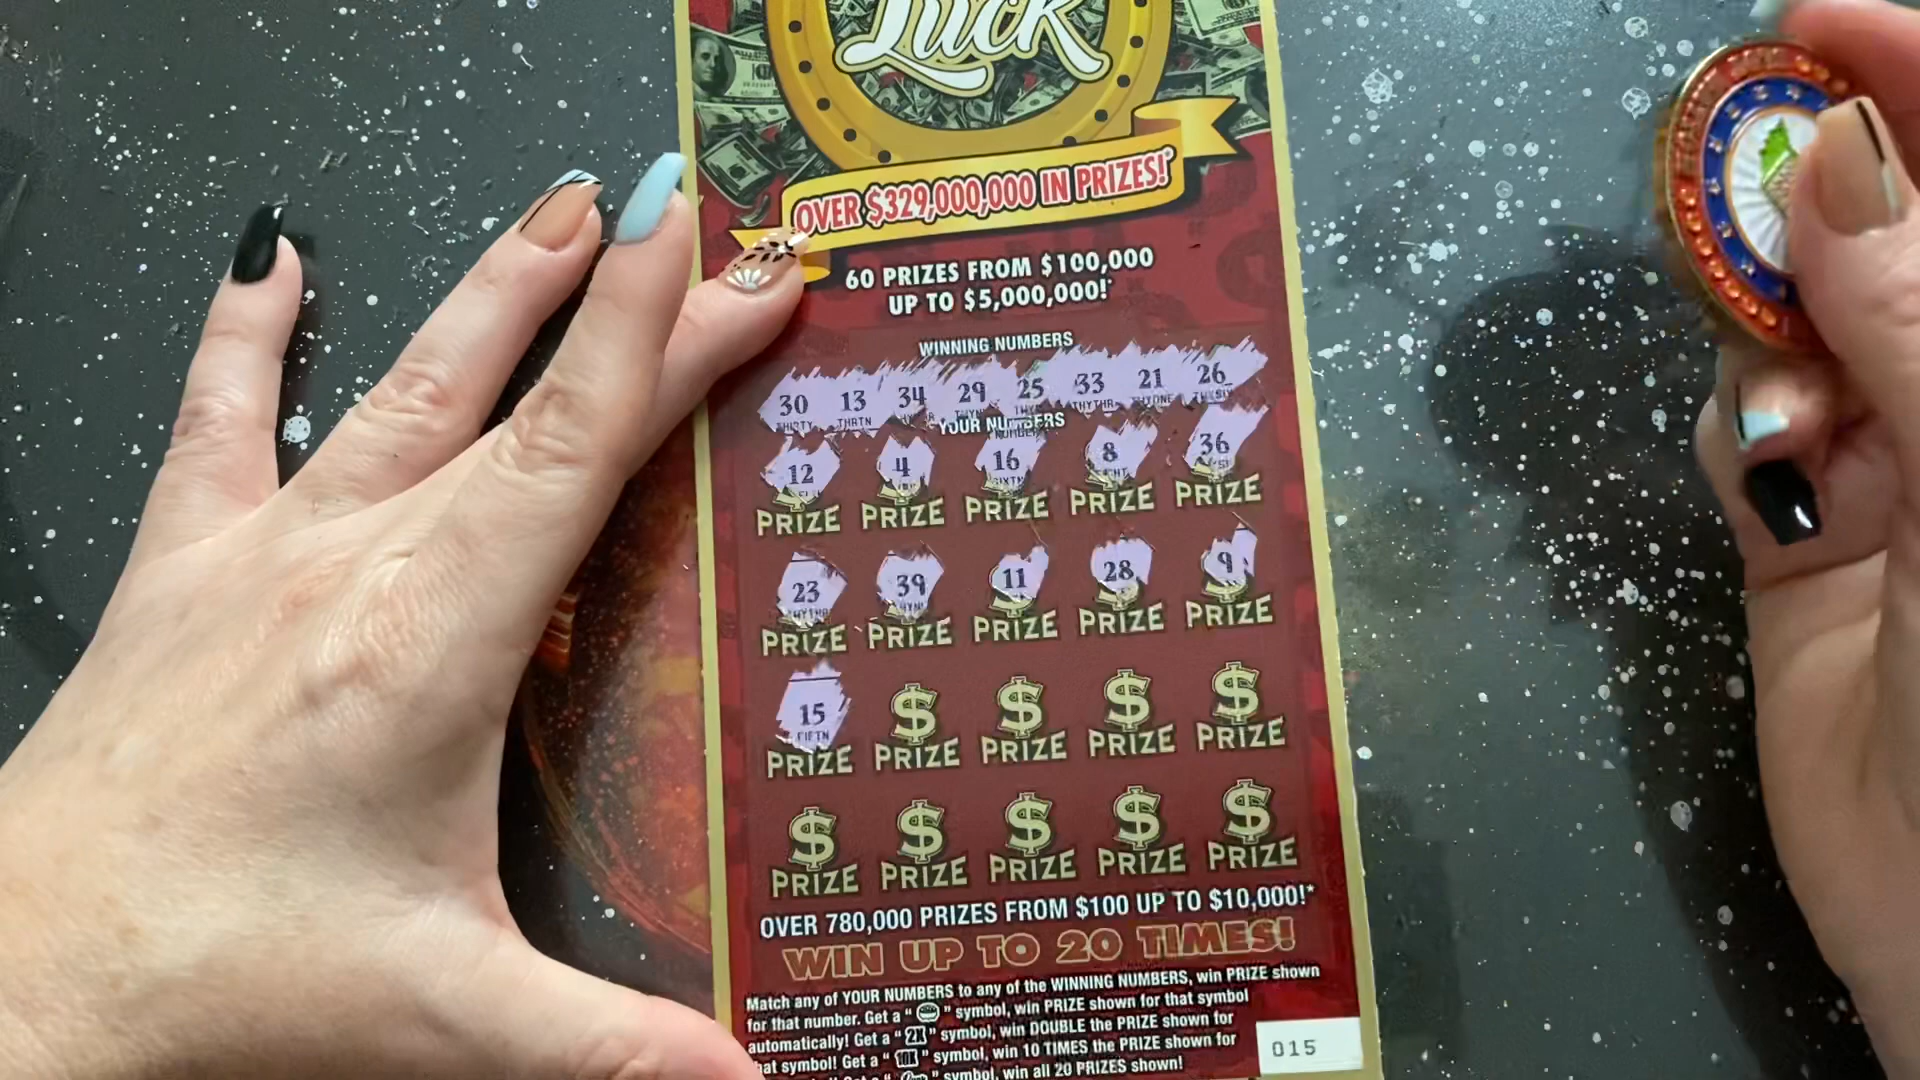 Luck
OVER $329,000,000 IN PRIZES!*
60 PRIZES FROM $100,000
UP TO $5,000,000!*
WINNING NUMBERS
30 13 34 29 25 33 21 26
THIRTY THRTN THYTHR THYONE
YOUR NUMBERS
12 4 16 8 36
SIXTN
PRIZE PRIZE PRIZE PRIZE PRIZE
23 39 11 28 9
PRIZE PRIZE PRIZE PRIZE PRIZE
15 $ $ $ $
FIFTN
PRIZE PRIZE PRIZE PRIZE PRIZE
$ $ $ $ $
PRIZE PRIZE PRIZE PRIZE PRIZE
OVER 780,000 PRIZES FROM $100 UP TO $10,000!*
WIN UP TO 20 TIMES!
Match any of YOUR NUMBERS to any of the WINNING NUMBERS, win PRIZE shown
for that number. Get a " " symbol, win PRIZE shown for that symbol
automatically! Get a "2X" symbol, win DOUBLE the PRIZE shown for
that symbol! Get a "10X" symbol, win 10 TIMES the PRIZE shown for
" symbol, win all 20 PRIZES shown!
015